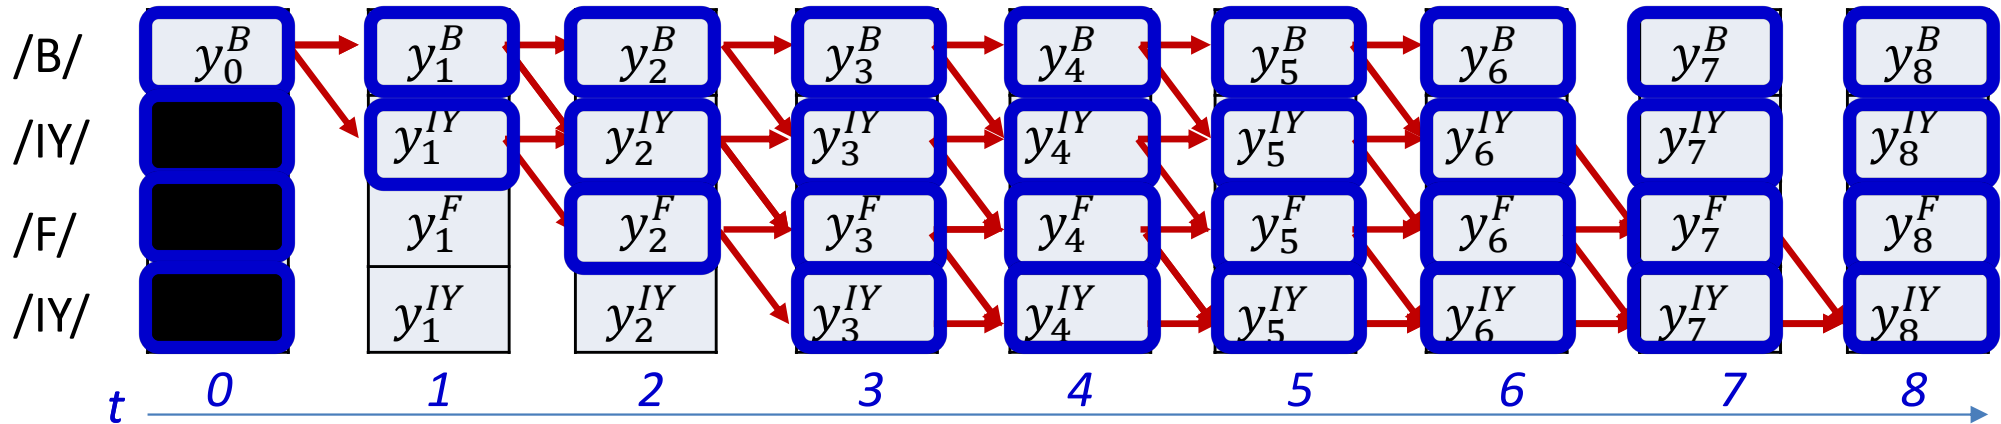 /B/ y_0^B y_1^B y_2^B y_3^B y_4^B y_5^B y_6^B y_7^B y_8^B
/IY/ y_1^{IY} y_2^{IY} y_3^{IY} y_4^{IY} y_5^{IY} y_6^{IY} y_7^{IY} y_8^{IY}
/F/ y_1^F y_2^F y_3^F y_4^F y_5^F y_6^F y_7^F y_8^F
/IY/ y_1^{IY} y_2^{IY} y_3^{IY} y_4^{IY} y_5^{IY} y_6^{IY} y_7^{IY} y_8^{IY}
t 0 1 2 3 4 5 6 7 8